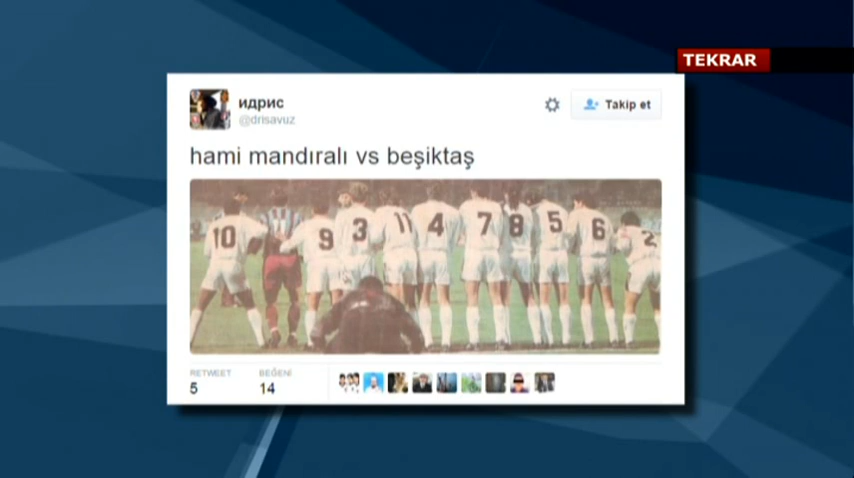 TEKRAR
идрис
@drisavuz
Takip et
hami mandıralı vs beşiktaş
10
9
3
11
4
7
8
5
6
2
RETWEET
BEĞENİ
5
14